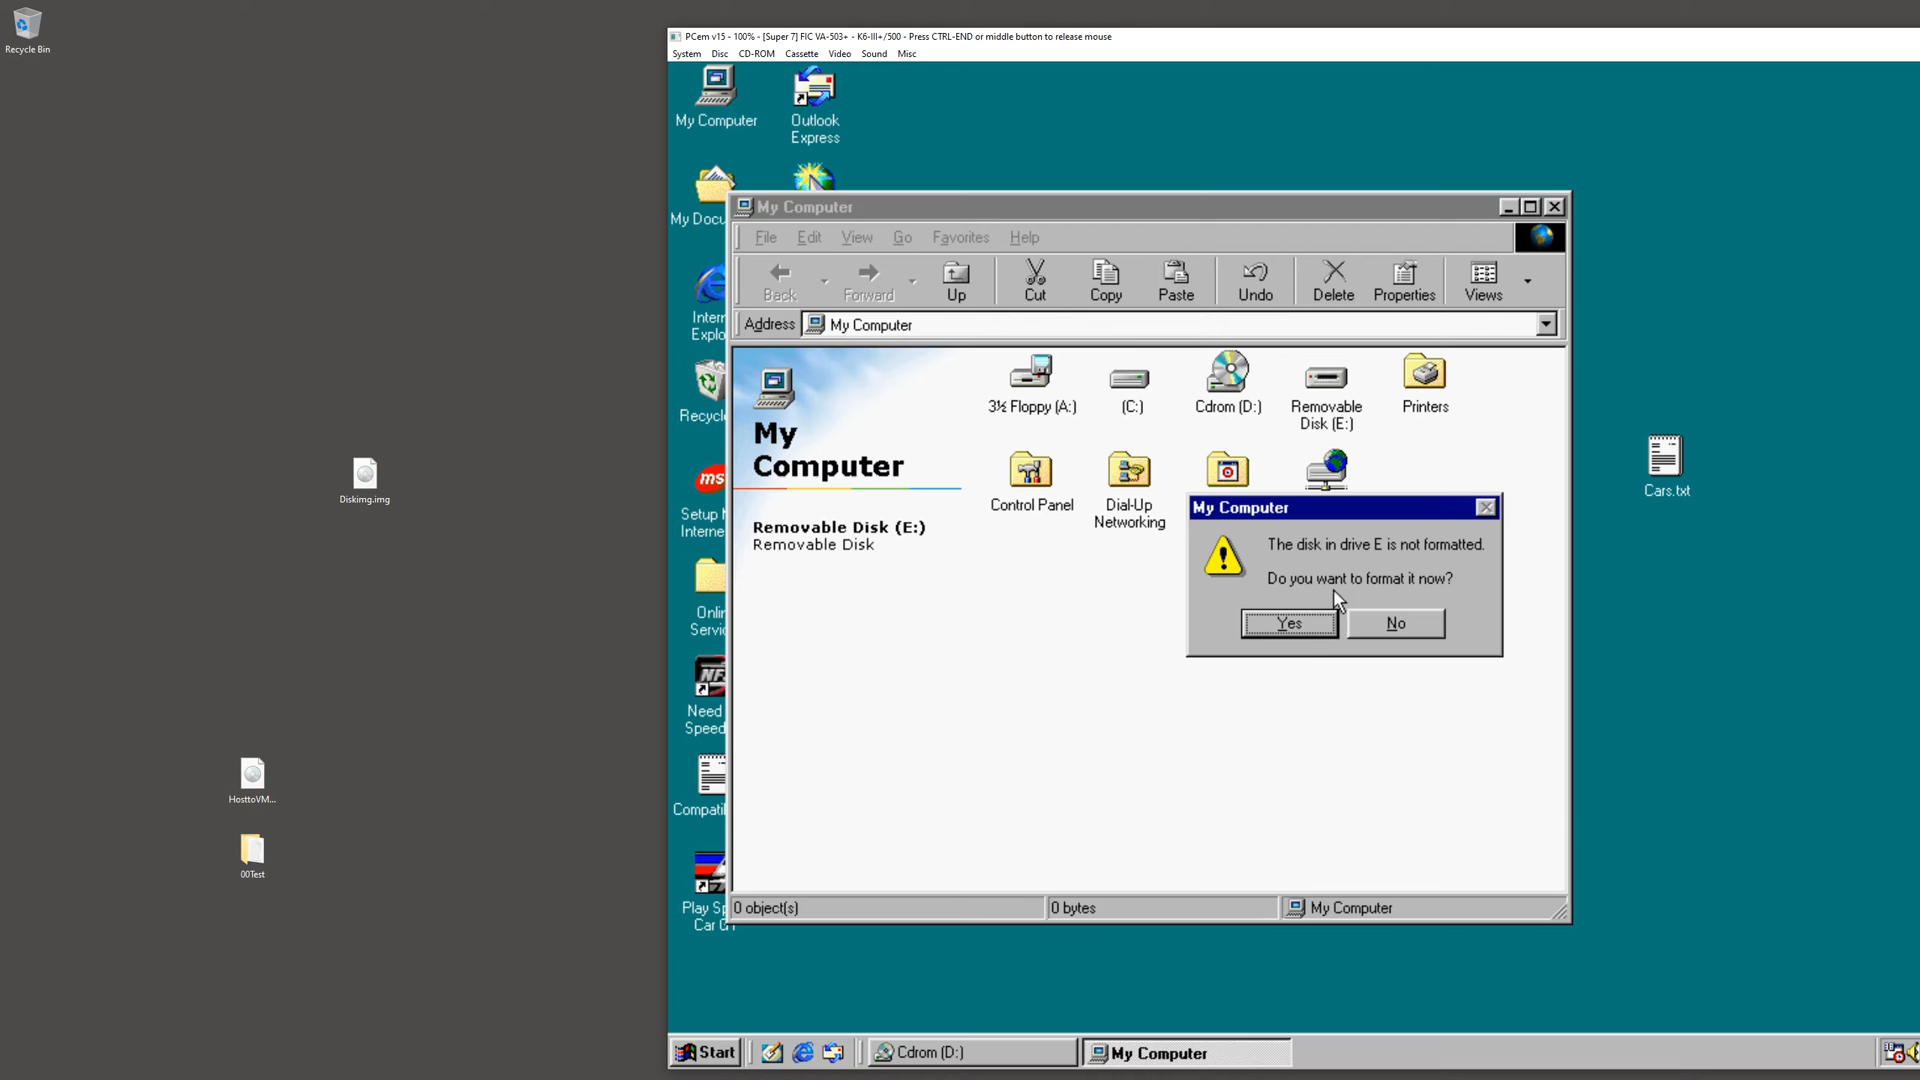 Recycle Bin
Diskimg.img
HosttoVM...
00Test
PCem v15 - 100% - [Super 7] FIC VA-503+ - K6-III+/500 - Press CTRL-END or middle button to release mouse
System Disc CD-ROM Cassette Video Sound Misc
My Computer
Outlook
Express
My Docu
Intern
Explo
Recycle
Setup
Interne
Onlin
Servic
Need
Speed
Compati
Play Sp
Car
Cars.txt
My Computer
File Edit View Go Favorites Help
Back Forward Up Cut Copy Paste Undo Delete Properties Views
Address My Computer
My
Computer
Removable Disk (E:)
Removable Disk
3½ Floppy (A:)
(C:)
Cdrom (D:)
Removable
Disk (E:)
Printers
Control Panel
Dial-Up
Networking
My Computer
The disk in drive E is not formatted.
Do you want to format it now?
Yes No
0 object(s) 0 bytes My Computer
Start Cdrom (D:) My Computer